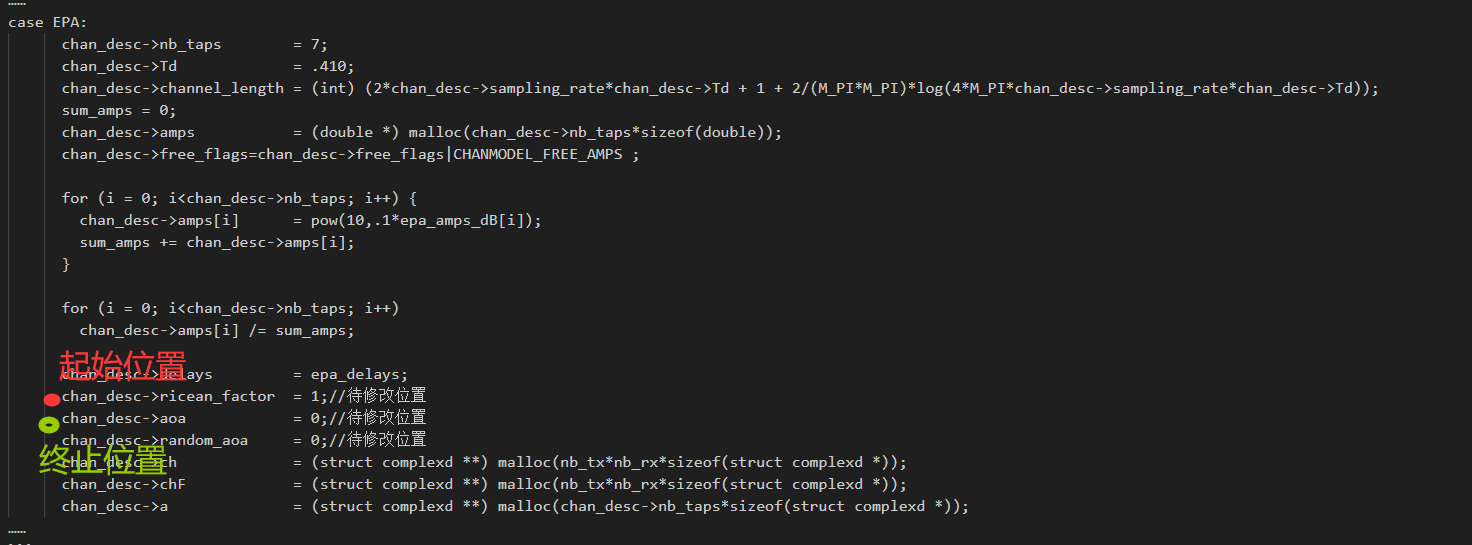 ......
case EPA:
chan_desc->nb_taps        = 7;
chan_desc->Td             = .410;
chan_desc->channel_length = (int) (2*chan_desc->sampling_rate*chan_desc->Td + 1 + 2/(M_PI*M_PI)*log(4*M_PI*chan_desc->sampling_rate*chan_desc->Td));
sum_amps = 0;
chan_desc->amps           = (double *) malloc(chan_desc->nb_taps*sizeof(double));
chan_desc->free_flags=chan_desc->free_flags|CHANMODEL_FREE_AMPS ;
for (i = 0; i<chan_desc->nb_taps; i++) {
chan_desc->amps[i]      = pow(10,.1*epa_amps_dB[i]);
sum_amps += chan_desc->amps[i];
}
for (i = 0; i<chan_desc->nb_taps; i++)
chan_desc->amps[i] /= sum_amps;
起始位置
chan_desc->delays         = epa_delays;
chan_desc->ricean_factor  = 1;//待修改位置
chan_desc->aoa            = 0;//待修改位置
chan_desc->random_aoa     = 0;//待修改位置
终止位置
chan_desc->ch             = (struct complexd **) malloc(nb_tx*nb_rx*sizeof(struct complexd *));
chan_desc->chF            = (struct complexd **) malloc(nb_tx*nb_rx*sizeof(struct complexd *));
chan_desc->a              = (struct complexd **) malloc(chan_desc->nb_taps*sizeof(struct complexd *));
......